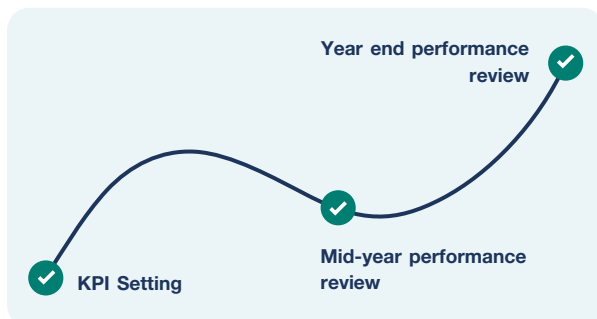 Year end performance
review
Mid-year performance
review
KPI Setting